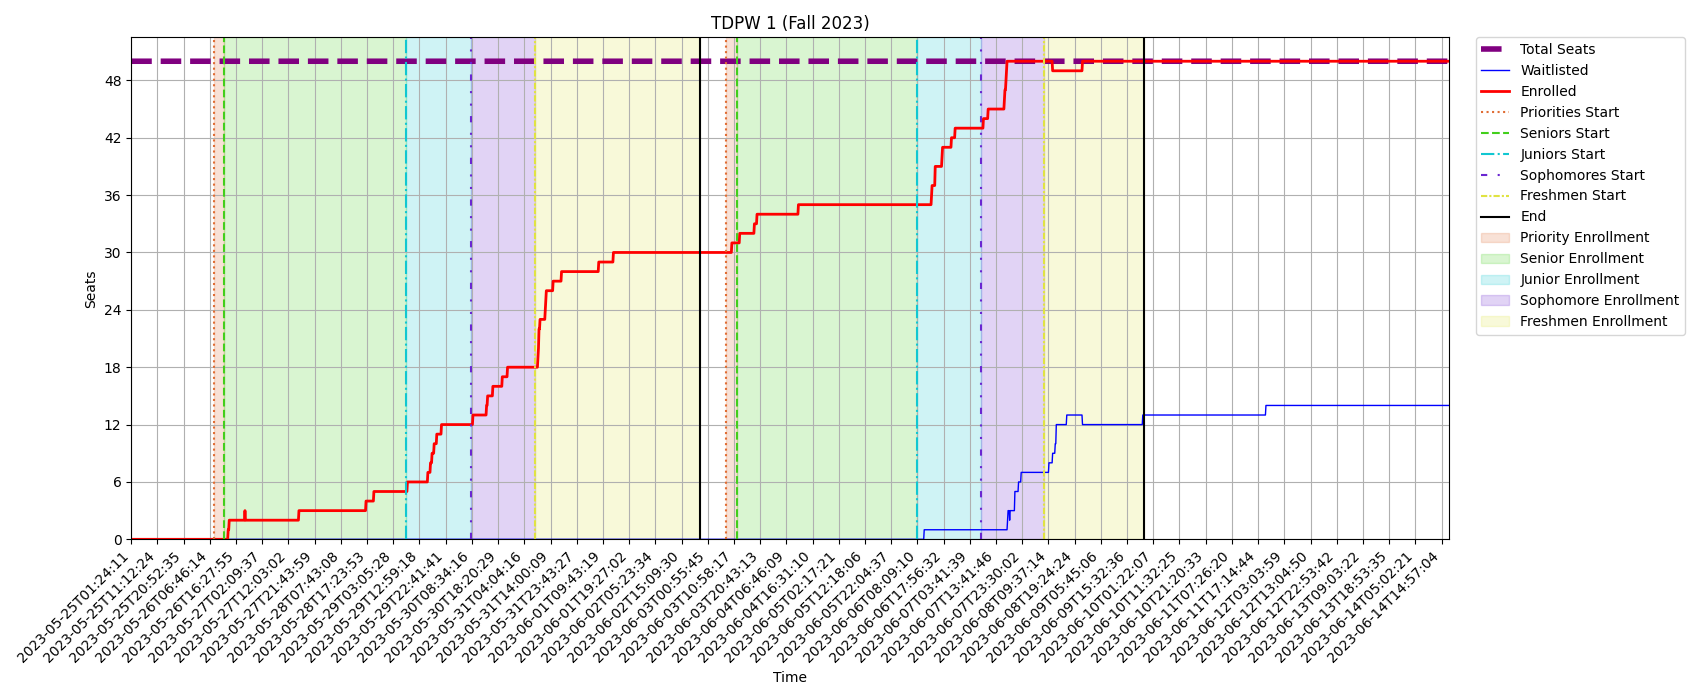 TDPW 1 (Fall 2023)
Total Seats
Waitlisted
Enrolled
Priorities Start
Seniors Start
Juniors Start
Sophomores Start
Freshmen Start
End
Priority Enrollment
Senior Enrollment
Junior Enrollment
Sophomore Enrollment
Freshmen Enrollment
Seats
48
42
36
30
24
18
12
6
0
2023-05-25T01:24:11
2023-05-25T11:12:24
2023-05-25T20:52:35
2023-05-26T06:46:14
2023-05-26T16:27:55
2023-05-27T02:09:37
2023-05-27T12:03:02
2023-05-27T21:43:59
2023-05-28T07:43:08
2023-05-28T17:23:53
2023-05-29T03:05:28
2023-05-29T12:59:18
2023-05-29T22:41:41
2023-05-30T08:34:16
2023-05-30T18:20:29
2023-05-31T04:04:16
2023-05-31T14:00:09
2023-05-31T23:43:27
2023-06-01T09:43:19
2023-06-01T19:27:02
2023-06-02T05:23:34
2023-06-02T15:09:30
2023-06-03T00:55:45
2023-06-03T10:58:17
2023-06-03T20:43:13
2023-06-04T06:46:09
2023-06-04T16:31:10
2023-06-05T02:17:21
2023-06-05T12:18:06
2023-06-05T22:04:37
2023-06-06T08:09:10
2023-06-06T17:56:32
2023-06-07T03:41:39
2023-06-07T13:41:46
2023-06-07T23:30:02
2023-06-08T09:37:14
2023-06-08T19:24:24
2023-06-09T05:45:06
2023-06-09T15:32:36
2023-06-10T01:22:07
2023-06-10T11:32:25
2023-06-10T21:20:33
2023-06-11T07:26:20
2023-06-11T17:14:44
2023-06-12T03:03:59
2023-06-12T13:04:50
2023-06-12T22:53:42
2023-06-13T09:03:22
2023-06-13T18:53:35
2023-06-14T05:02:21
2023-06-14T14:57:04
Time